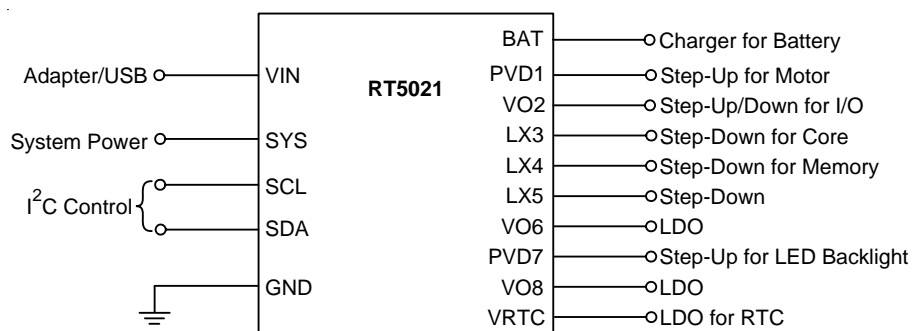 BAT Charger for Battery
Adapter/USB VIN RT5021 PVD1 Step-Up for Motor
VO2 Step-Up/Down for I/O
System Power SYS LX3 Step-Down for Core
LX4 Step-Down for Memory
I²C Control SCL LX5 Step-Down
SDA VO6 LDO
PVD7 Step-Up for LED Backlight
GND VO8 LDO
VRTC LDO for RTC